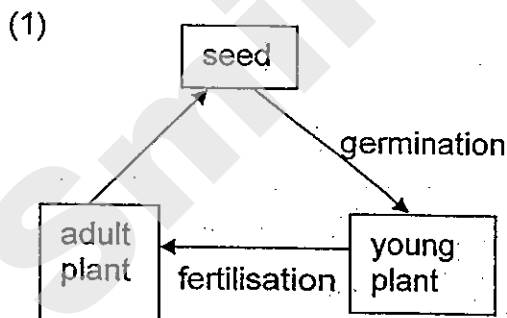 (1)
seed
germination
adult
plant
fertilisation
young
plant